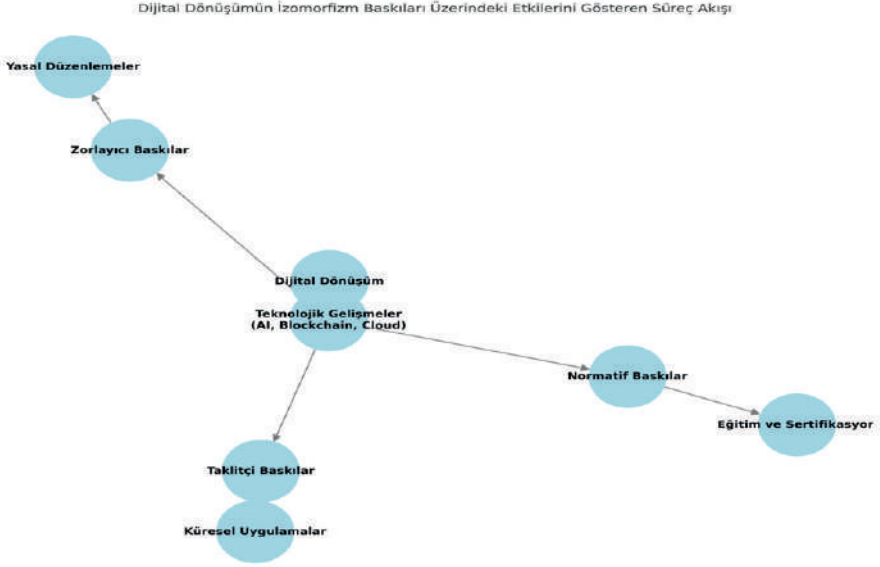 Dijital Dönüşümün İzomorfizm Baskıları Üzerindeki Etkilerini Gösteren Süreç Akışı
Yasal Düzenlemeler
Zorlayıcı Baskılar
Dijital Dönüşüm
Teknolojik Gelişmeler
(AI, Blockchain, Cloud)
Normatif Baskılar
Eğitim ve Sertifikasyor
Taklitçi Baskılar
Küresel Uygulamalar